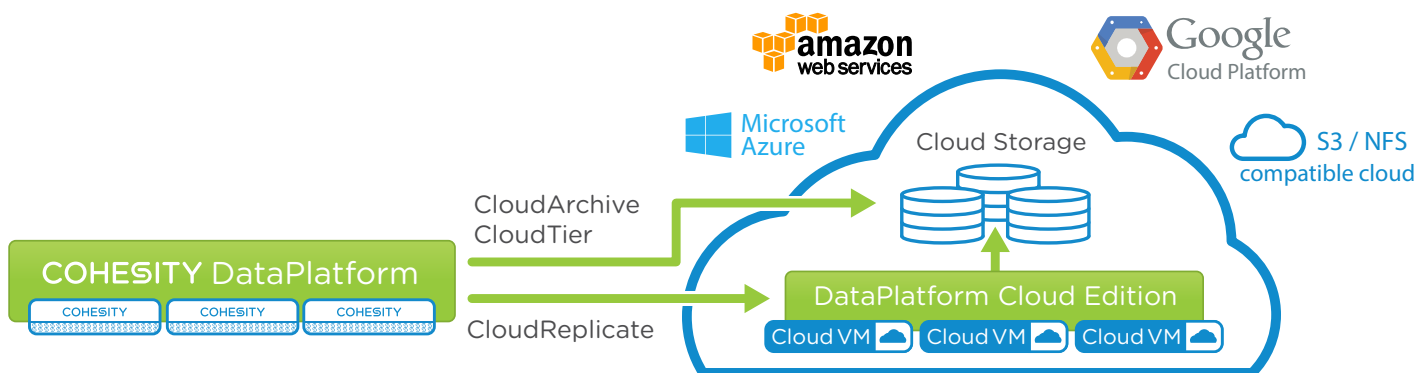 amazon
web services
Google
Cloud Platform
Microsoft
Azure
Cloud Storage
S3 / NFS
compatible cloud
CloudArchive
CloudTier
COHESITY DataPlatform
COHESITY
COHESITY
COHESITY
CloudReplicate
DataPlatform Cloud Edition
Cloud VM
Cloud VM
Cloud VM